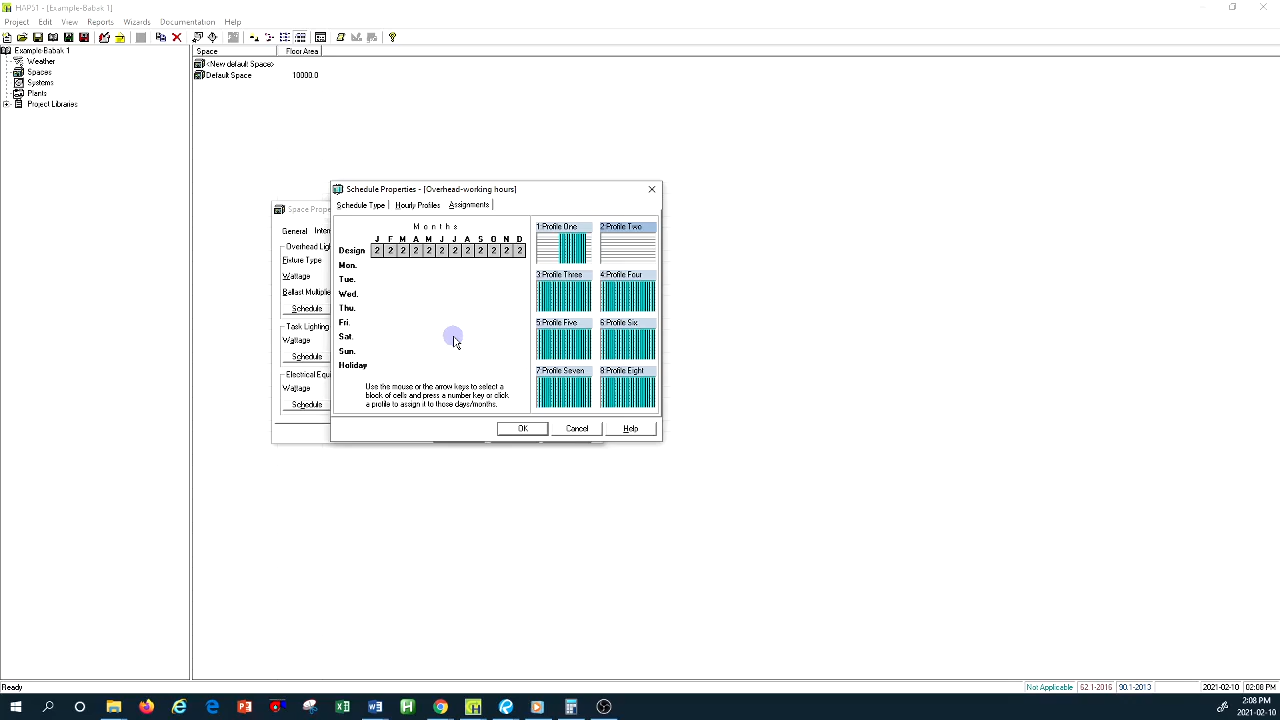 HAP51 - [Example-Babak 1]
Project Edit View Reports Wizards Documentation Help
Example-Babak 1
Weather
Spaces
Systems
Plants
Project Libraries
Space Floor Area
<New default Space>
Default Space 10000.0
Space Prope
General Inter
Overhead Lig
Fixture Type
Wattage
Ballast Multiplie
Schedule
Task Lighting
Wattage
Schedule
Electrical Equi
Wattage
Schedule
Schedule Properties - [Overhead-working hours]
Schedule Type Hourly Profiles Assignments
Months
J F M A M J J A S O N D
Design 2 2 2 2 2 2 2 2 2 2 2 2
Mon.
Tue.
Wed.
Thu.
Fri.
Sat.
Sun.
Holiday
Use the mouse or the arrow keys to select a
block of cells and press a number key or click
a profile to assign it to those days/months.
1:Profile One 2:Profile Two
3:Profile Three 4:Profile Four
5:Profile Five 6:Profile Six
7:Profile Seven 8:Profile Eight
OK Cancel Help
Ready Not Applicable 62.1-2016 90.1-2013 2021-02-10 02:08 PM
2:08 PM
2021-02-10